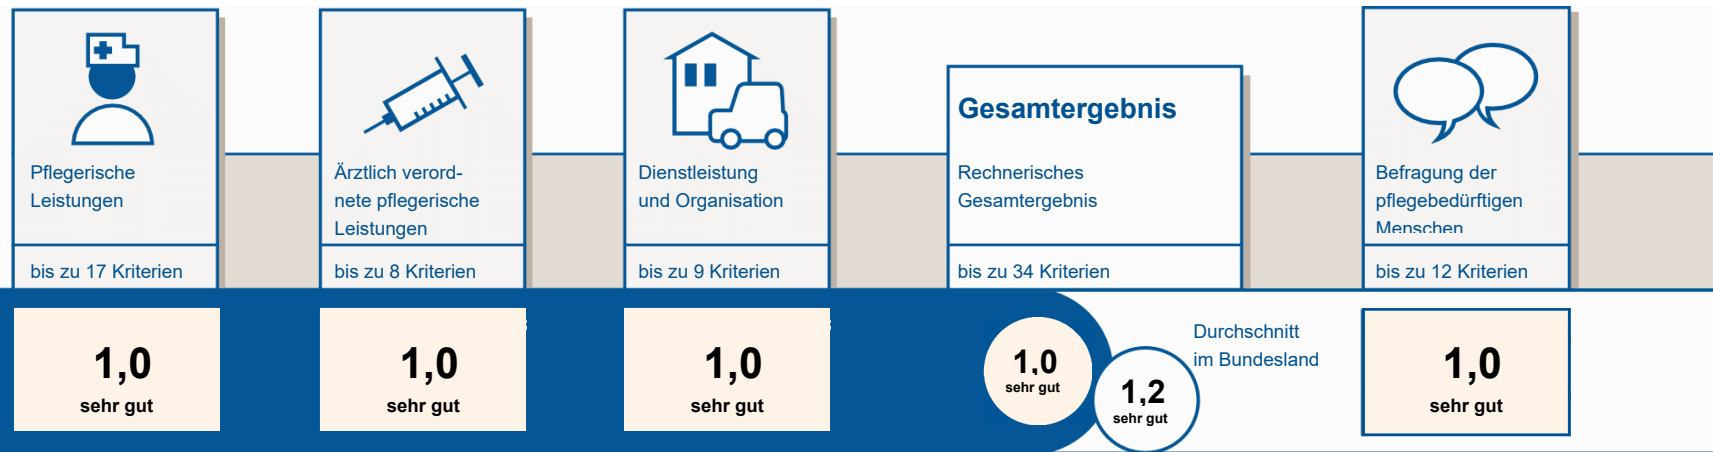 Pflegerische
Leistungen
bis zu 17 Kriterien
1,0
sehr gut
Ärztlich verord-
nete pflegerische
Leistungen
bis zu 8 Kriterien
1,0
sehr gut
Dienstleistung
und Organisation
bis zu 9 Kriterien
1,0
sehr gut
Gesamtergebnis
Rechnerisches
Gesamtergebnis
bis zu 34 Kriterien
1,0
sehr gut
1,2
sehr gut
Durchschnitt
im Bundesland
Befragung der
pflegebedürftigen
Menschen
bis zu 12 Kriterien
1,0
sehr gut